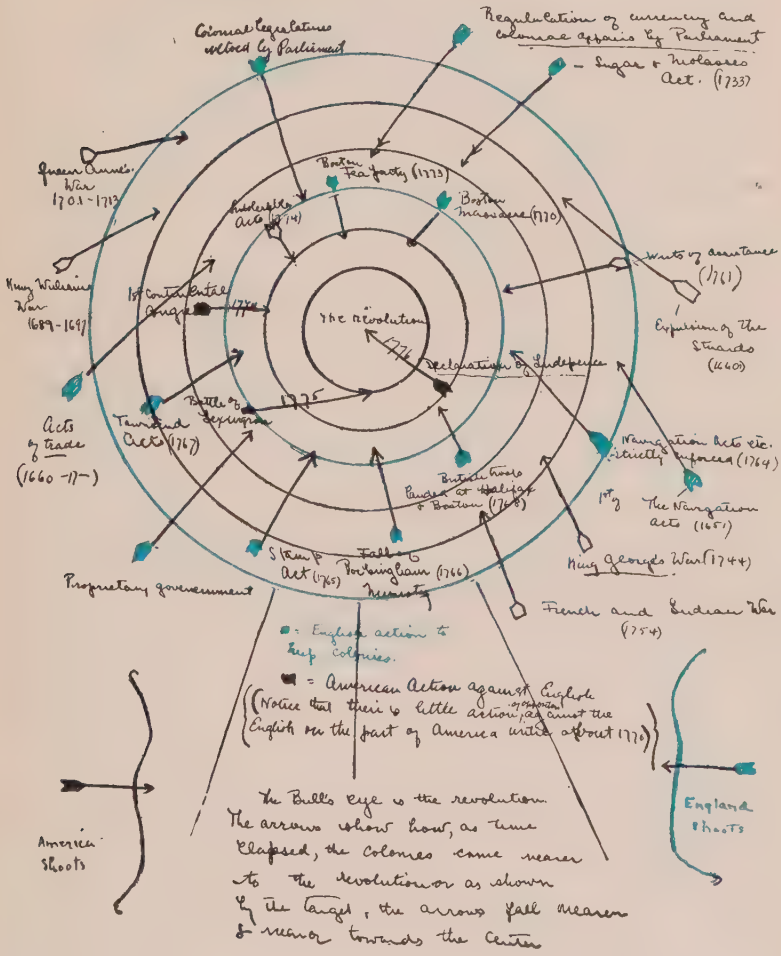 Colonial Legislatures
vetoed by Parliament
Regulation of currency and
colonial affairs by Parliament
- Sugar & Molasses
Act. (1733)
Queen Anne's
War
1701-1713
Boston
Tea Party (1773)
Intolerable
Acts (1774)
Boston
Massacre (1770)
Writs of assistance
(1761)
King William's
War
1689-1697
1st Continental
Congress 1774
The Revolution
1776
Declaration of Independence
Expulsion of The
Stuarts
(1660)
Acts
of trade
(1660-17-)
Townsend
Acts (1767)
Battle of
Lexington
1775
British troops
landed at Halifax
& Boston (1768)
Navigation Acts etc.
Strictly enforced (1764)
1st of
The Navigation
Acts (1651)
Proprietary government
Stamp
Act (1765)
Fall of
Rockingham (1766)
Ministry
King George's War (1744)
French and Indian War
(1754)
= English action to
keep colonies.
= American Action against English
(Notice that there is little action, or opposition, against the
English on the part of America until about 1770)
America
Shoots
England
Shoots
The Bull's eye is the revolution.
The arrows show how, as time
elapsed, the colonies came nearer
to the revolution or as shown
by the target, the arrows fall nearer
& nearer towards the center